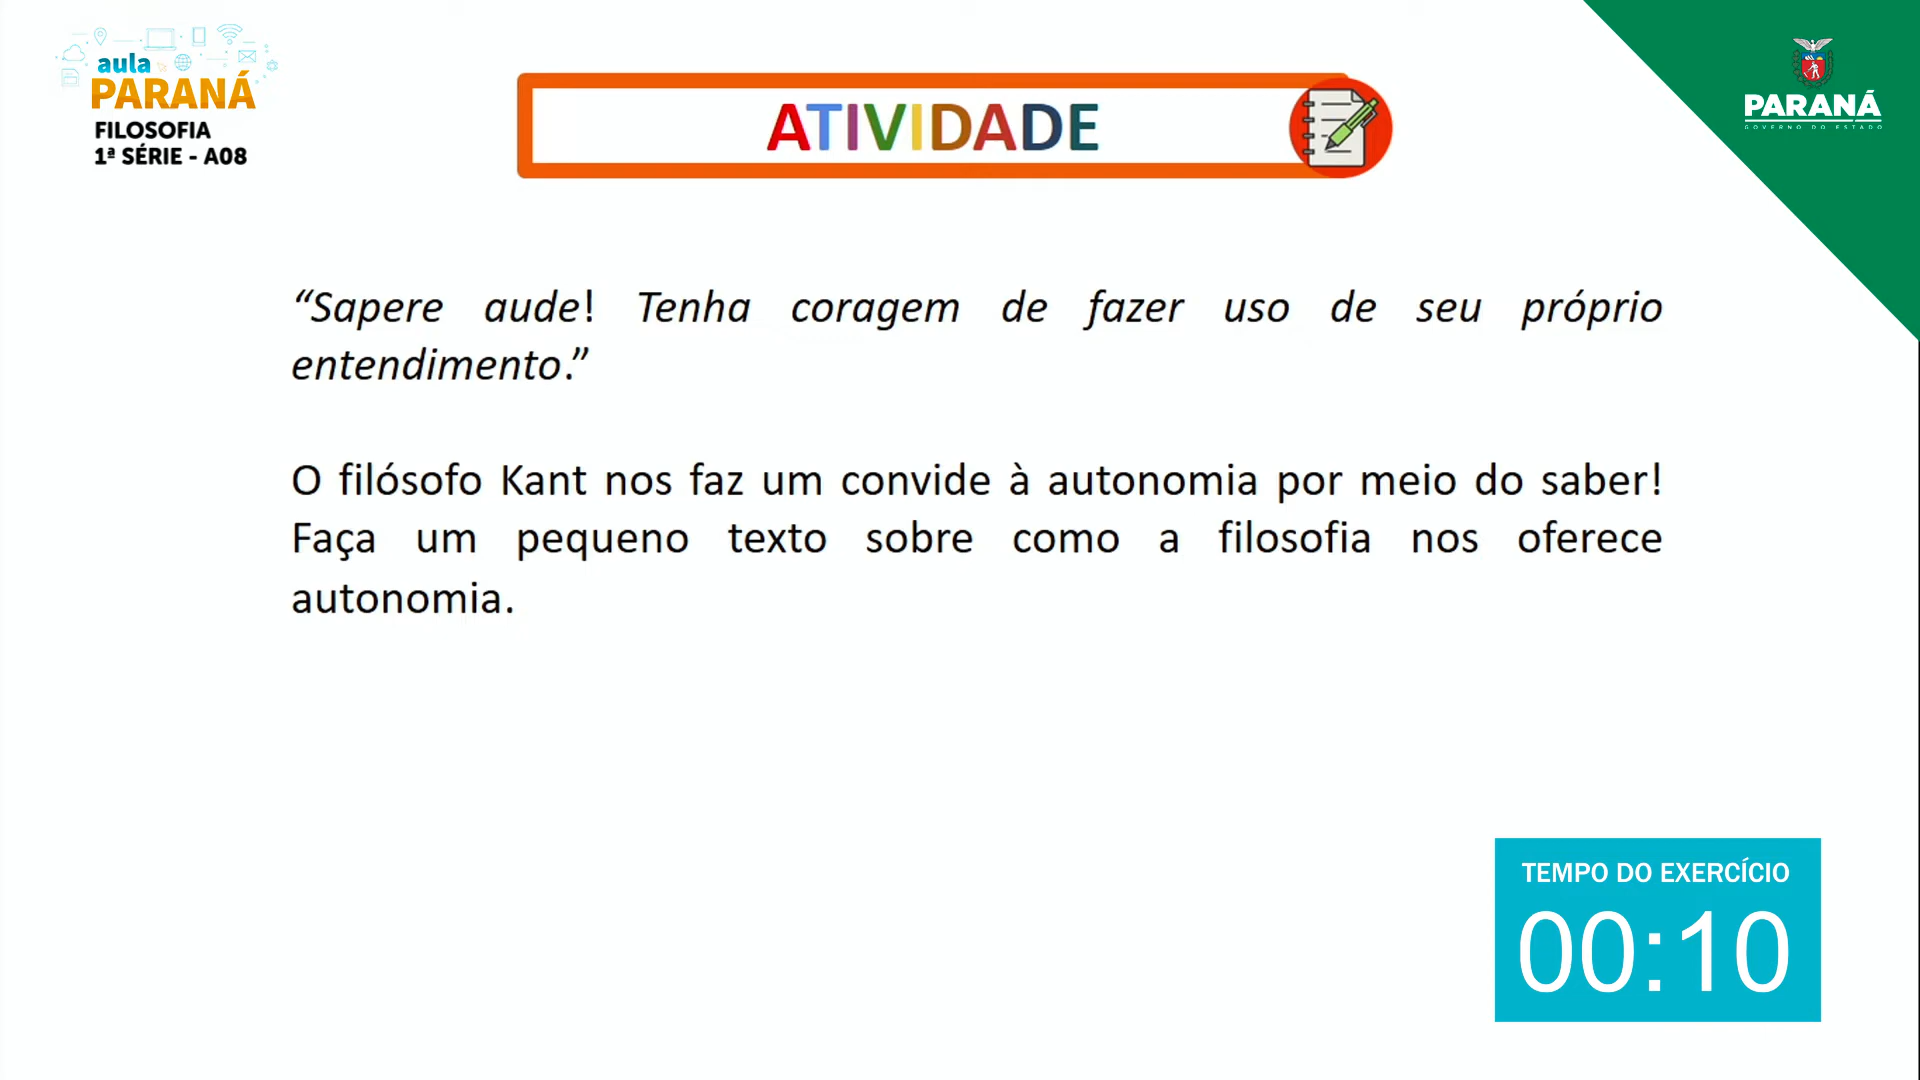 aula
PARANÁ
FILOSOFIA
1ª SÉRIE - A08
ATIVIDADE
PARANÁ
GOVERNO DO ESTADO
“Sapere aude! Tenha coragem de fazer uso de seu próprio
entendimento.”
O filósofo Kant nos faz um convide à autonomia por meio do saber!
Faça um pequeno texto sobre como a filosofia nos oferece
autonomia.
TEMPO DO EXERCÍCIO
00:10